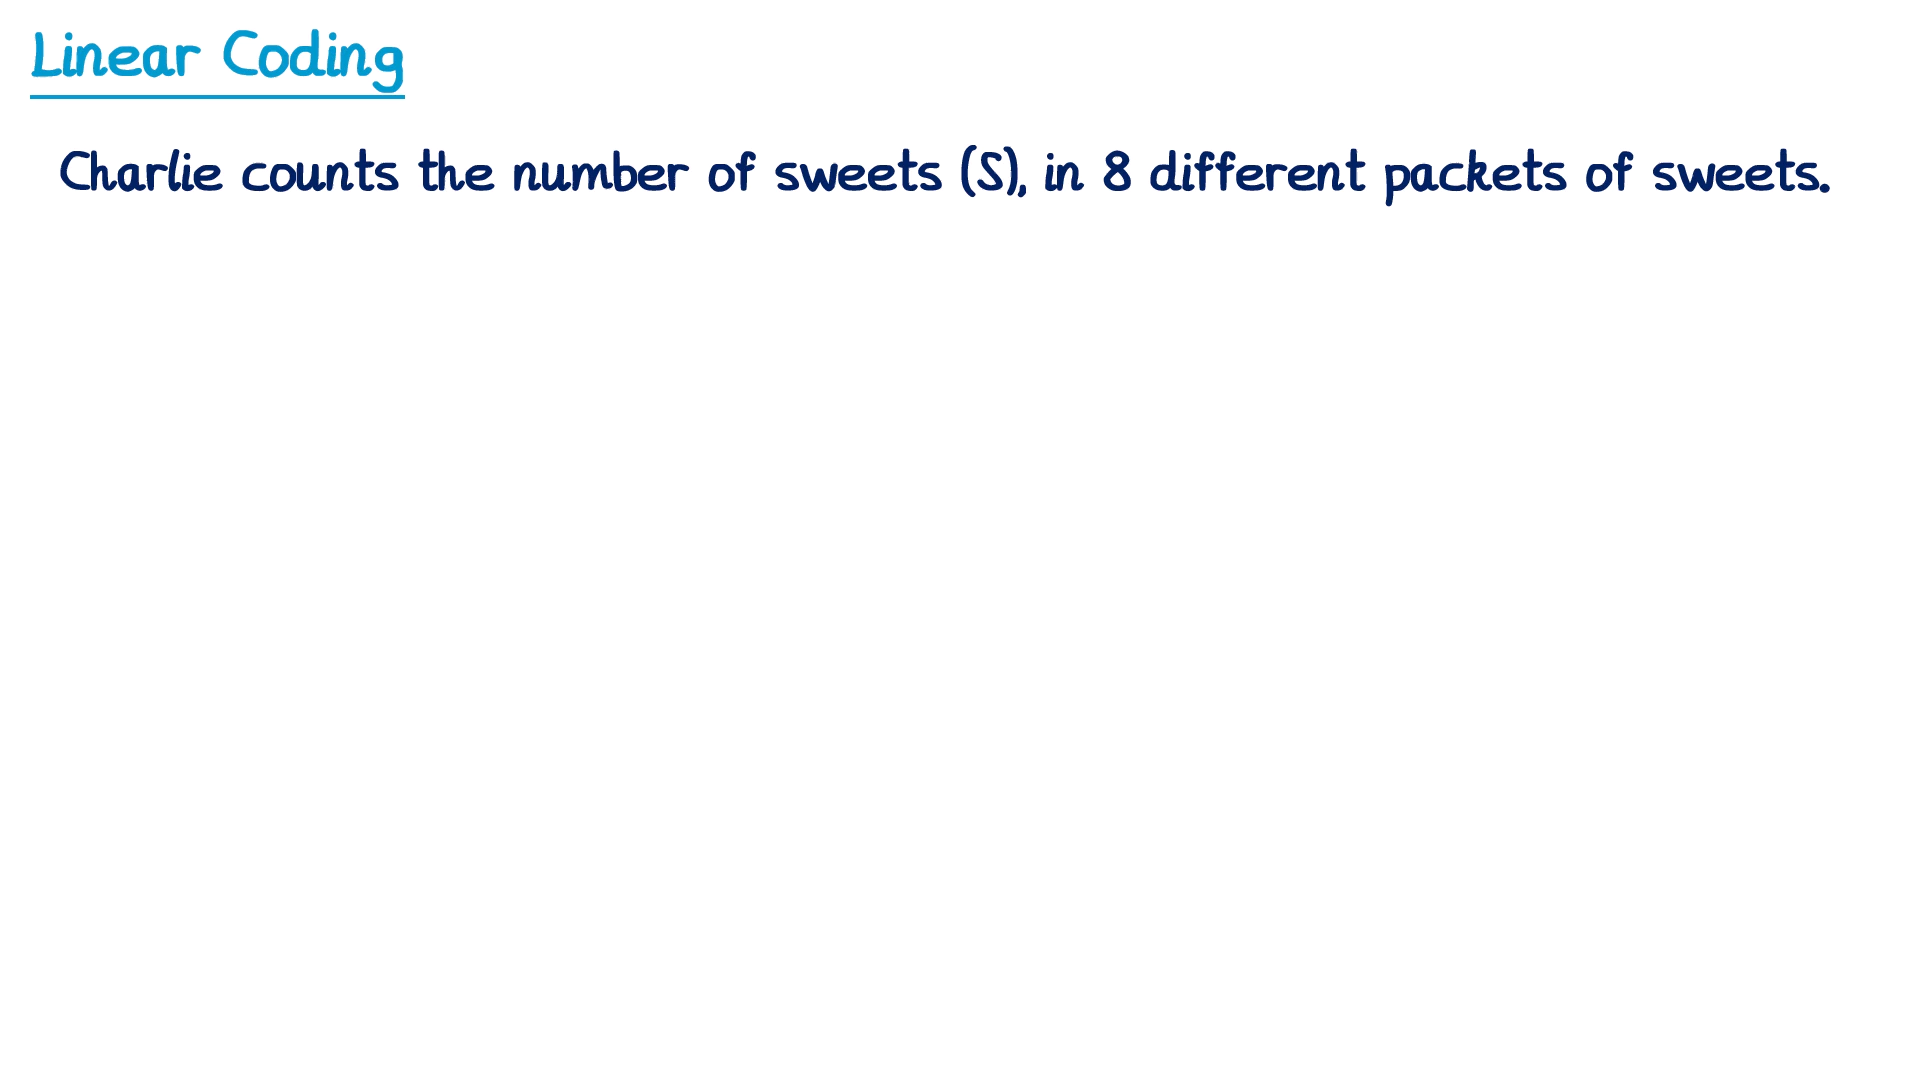 Linear Coding
Charlie counts the number of sweets (S), in 8 different packets of sweets.